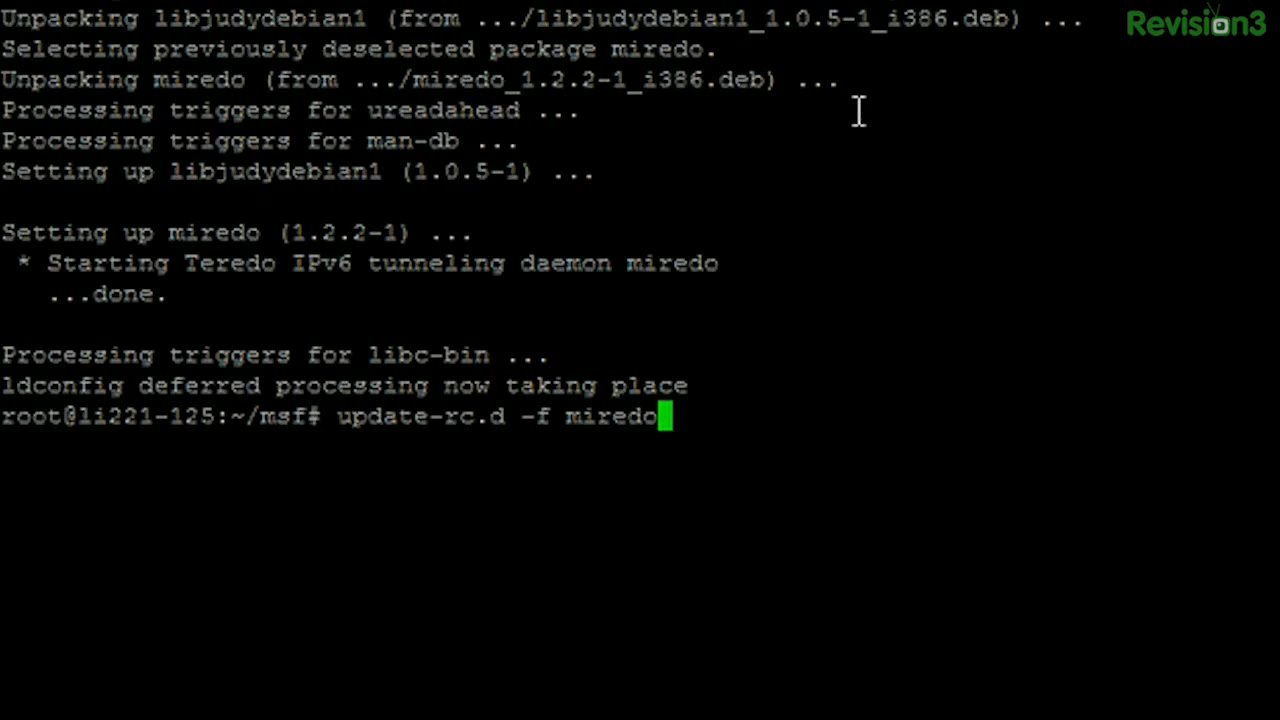 Unpacking libjudydebian1 (from .../libjudydebian1_1.0.5-1_i386.deb) ...
Revision3
Selecting previously deselected package miredo.
Unpacking miredo (from .../miredo_1.2.2-1_i386.deb) ...
Processing triggers for ureadahead ...
Processing triggers for man-db ...
Setting up libjudydebian1 (1.0.5-1) ...
Setting up miredo (1.2.2-1) ...
* Starting Teredo IPv6 tunneling daemon miredo
...done.
Processing triggers for libc-bin ...
ldconfig deferred processing now taking place
root@li221-125:~/msf# update-rc.d -f miredo